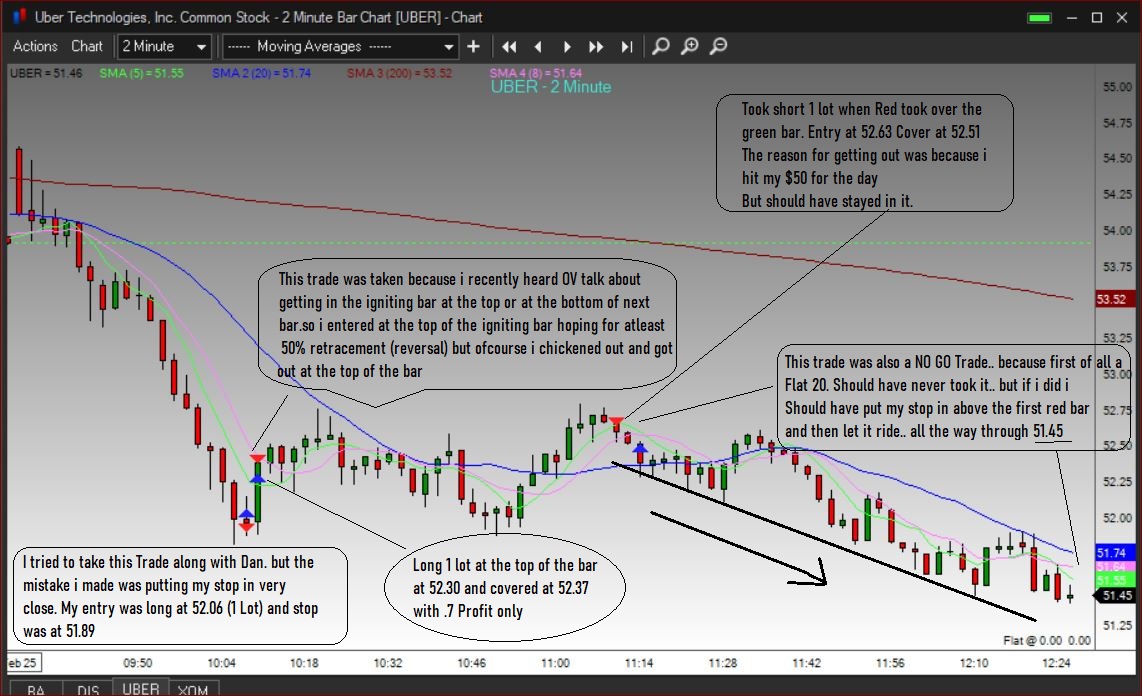 Uber Technologies, Inc. Common Stock - 2 Minute Bar Chart [UBER] - Chart
Actions Chart 2 Minute ------ Moving Averages ------
UBER = 51.46 SMA (5) = 51.55 SMA 2 (20) = 51.74 SMA 3 (200) = 53.52 SMA 4 (8) = 51.64
UBER - 2 Minute
Took short 1 lot when Red took over the
green bar. Entry at 52.63 Cover at 52.51
The reason for getting out was because i
hit my $50 for the day
But should have stayed in it.
This trade was taken because i recently heard OV talk about
getting in the igniting bar at the top or at the bottom of next
bar.so i entered at the top of the igniting bar hoping for atleast
50% retracement (reversal) but ofcourse i chickened out and got
out at the top of the bar
This trade was also a NO GO Trade.. because first of all a
Flat 20. Should have never took it.. but if i did i
Should have put my stop in above the first red bar
and then let it ride.. all the way through 51.45
I tried to take this Trade along with Dan. but the
mistake i made was putting my stop in very
close. My entry was long at 52.06 (1 Lot) and stop
was at 51.89
Long 1 lot at the top of the bar
at 52.30 and covered at 52.37
with .7 Profit only
55.00
54.75
54.50
54.25
54.00
53.75
53.52
53.25
53.00
52.75
52.50
52.25
52.00
51.74
51.64
51.55
51.45
51.25
Flat @ 0.00 0.00
eb 25 09:50 10:04 10:18 10:32 10:46 11:00 11:14 11:28 11:42 11:56 12:10 12:24
BA DIS UBER XOM